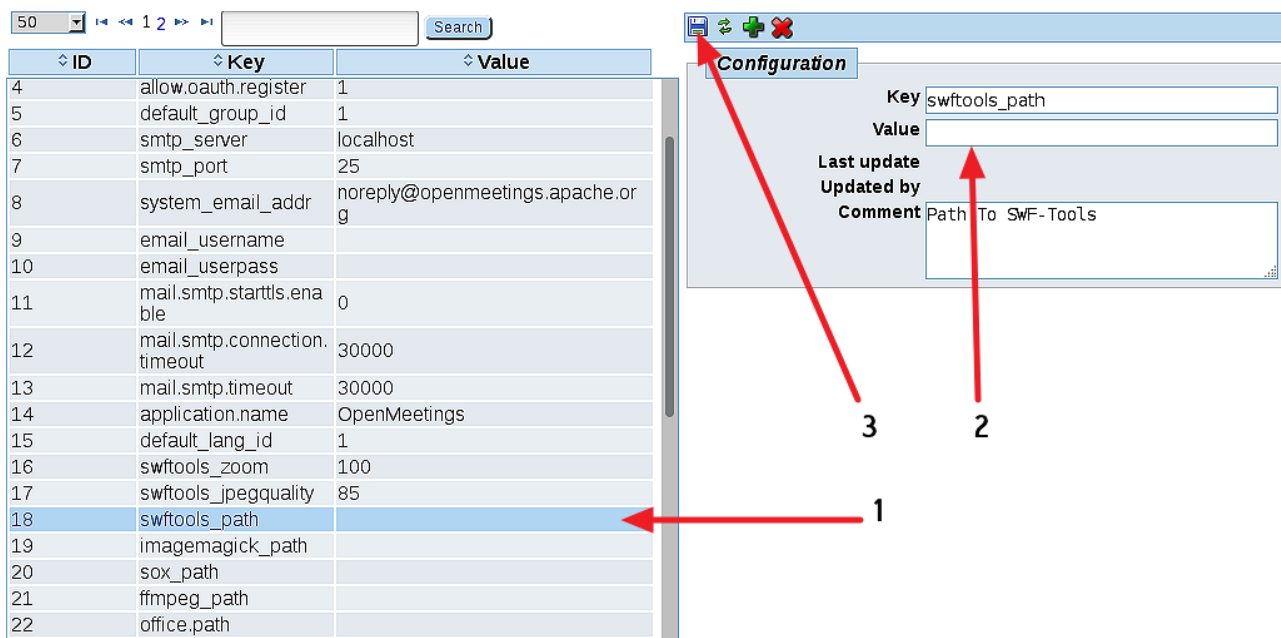 50 1 2 Search
ID Key Value
4 allow.oauth.register 1
5 default_group_id 1
6 smtp_server localhost
7 smtp_port 25
8 system_email_addr noreply@openmeetings.apache.or
g
9 email_username
10 email_userpass
11 mail.smtp.starttls.ena 0
ble
12 mail.smtp.connection. 30000
timeout
13 mail.smtp.timeout 30000
14 application.name OpenMeetings
15 default_lang_id 1
16 swftools_zoom 100
17 swftools_jpegquality 85
18 swftools_path
19 imagemagick_path
20 sox_path
21 ffmpeg_path
22 office.path
Configuration
Key swftools_path
Value
Last update
Updated by
Comment Path To SWF-Tools
3 2
1